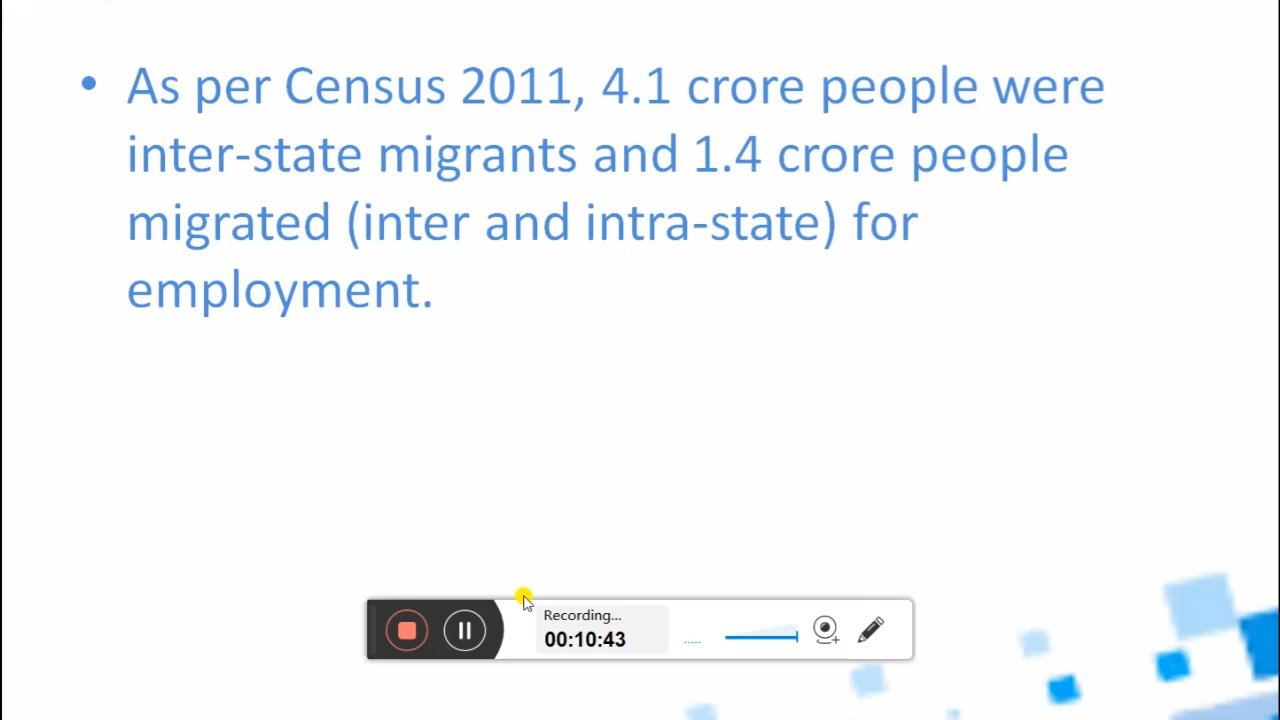 • As per Census 2011, 4.1 crore people were
inter-state migrants and 1.4 crore people
migrated (inter and intra-state) for
employment.
Recording...
00:10:43